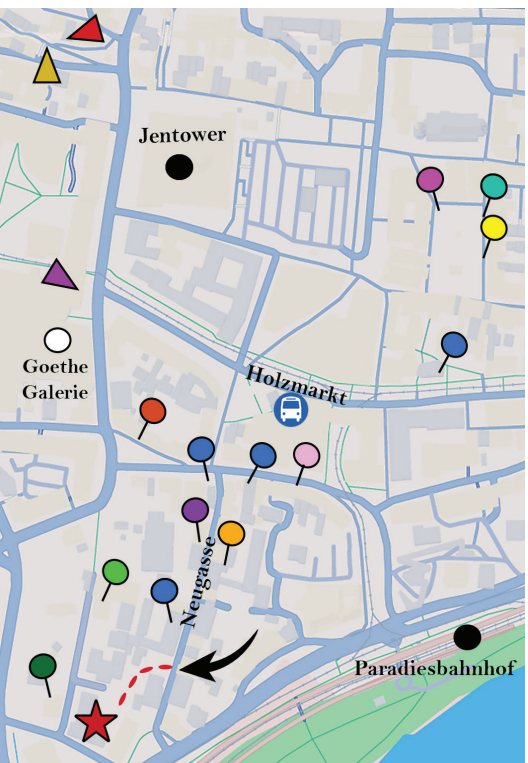 Jentower
Goethe
Galerie
Holzmarkt
Neugasse
Paradiesbahnhof